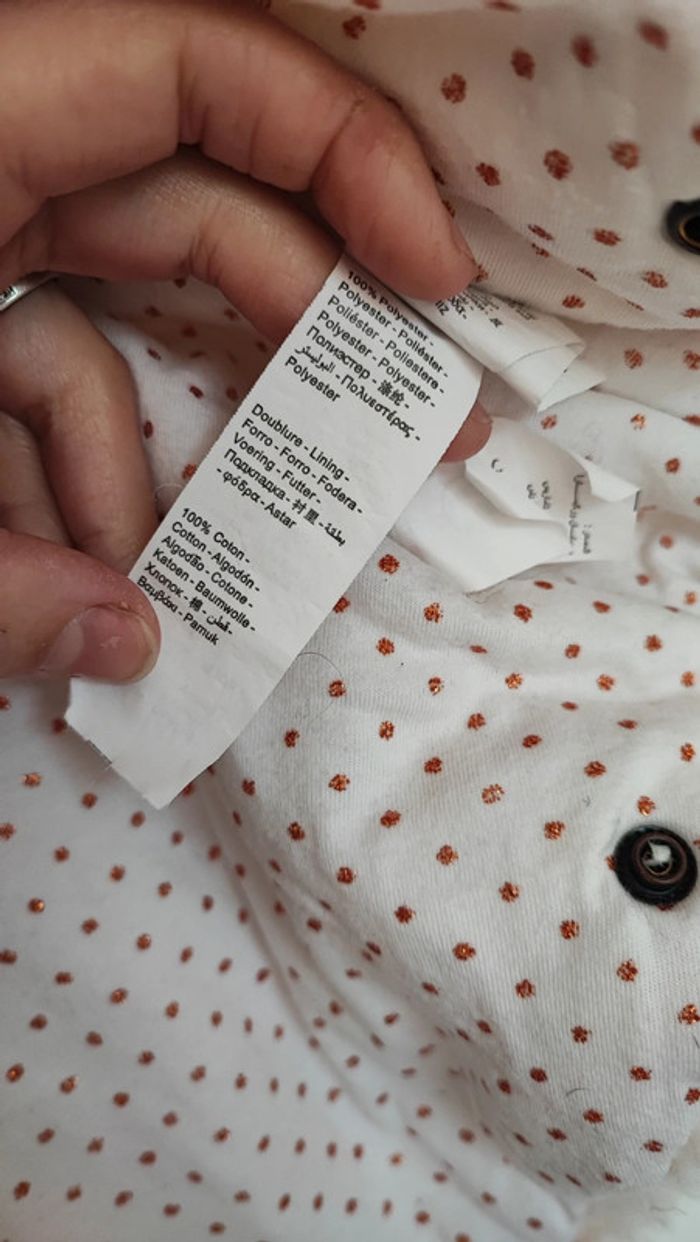 100% Polyester -
Polyester - Poliéster -
Poliéster - Poliestere -
Polyester - Polyester -
Полиэстер - 涤纶 -
البوليستر - Πολυεστέρας -
Polyester
Doublure - Lining -
Forro - Forro - Fodera -
Voering - Futter -
Подкладка - 衬里 - بطانة
- φόδρα - Astar
100% Coton -
Cotton - Algodón -
Algodão - Cotone -
Katoen - Baumwolle -
Хлопок - 棉 - قطن -
Βαμβάκι - Pamuk